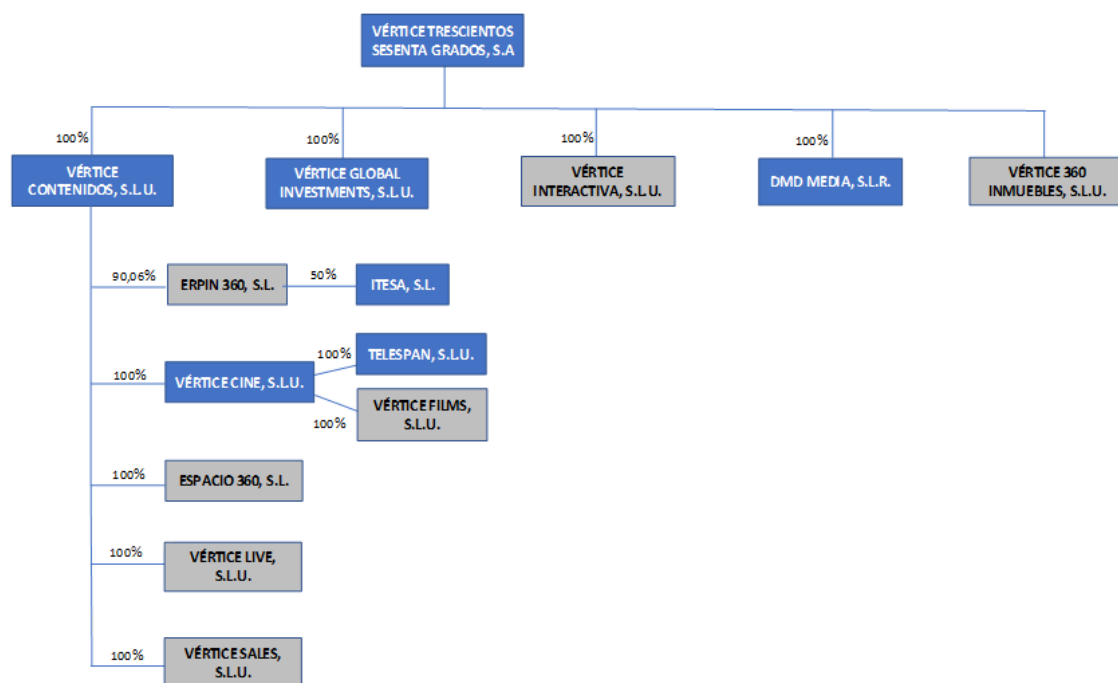 VÉRTICE TRESCIENTOS
SESENTA GRADOS, S.A
100%
100%
100%
100%
100%
VÉRTICE
CONTENIDOS, S.L.U.
VÉRTICE GLOBAL
INVESTMENTS, S.L.U.
VÉRTICE
INTERACTIVA, S.L.U.
DMD MEDIA, S.L.R.
VÉRTICE 360
INMUEBLES, S.L.U.
90,06%
ERPIN 360, S.L.
50%
ITESA, S.L.
100%
VÉRTICE CINE, S.L.U.
100%
TELESPAN, S.L.U.
100%
VÉRTICE FILMS,
S.L.U.
100%
ESPACIO 360, S.L.
100%
VÉRTICE LIVE,
S.L.U.
100%
VÉRTICE SALES,
S.L.U.